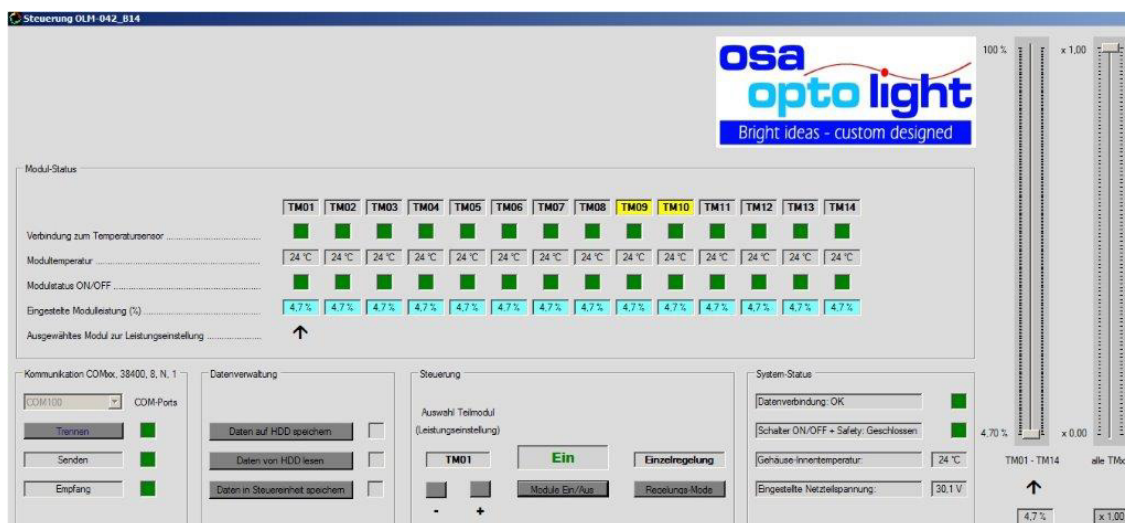 Steuerung OLM-042_B14
osa
opto light
Bright ideas - custom designed
100 % x 1,00
Modul-Status
TM01 TM02 TM03 TM04 TM05 TM06 TM07 TM08 TM09 TM10 TM11 TM12 TM13 TM14
Verbindung zum Temperatursensor
Modultemperatur 24 °C 24 °C 24 °C 24 °C 24 °C 24 °C 24 °C 24 °C 24 °C 24 °C 24 °C 24 °C 24 °C 24 °C
Modulstatus ON/OFF
Eingestellte Modulleistung (%) 4,7 % 4,7 % 4,7 % 4,7 % 4,7 % 4,7 % 4,7 % 4,7 % 4,7 % 4,7 % 4,7 % 4,7 % 4,7 % 4,7 %
Ausgewähltes Modul zur Leistungseinstellung
Kommunikation COMxx, 38400, 8, N, 1
COM100 COM-Ports
Trennen
Senden
Empfang
Datenverwaltung
Daten auf HDD speichern
Daten von HDD lesen
Daten in Steuereinheit speichern
Steuerung
Auswahl Teilmodul
(Leistungseinstellung)
TM01 Ein Einzelregelung
Module Ein/Aus Regelungs-Mode
- +
System-Status
Datenverbindung: OK
Schalter ON/OFF + Safety: Geschlossen
Gehäuse-Innentemperatur: 24 °C
Eingestellte Netzteilspannung: 30,1 V
4,70 % x 0.00
TM01 - TM14 alle
4,7 % x 1,00